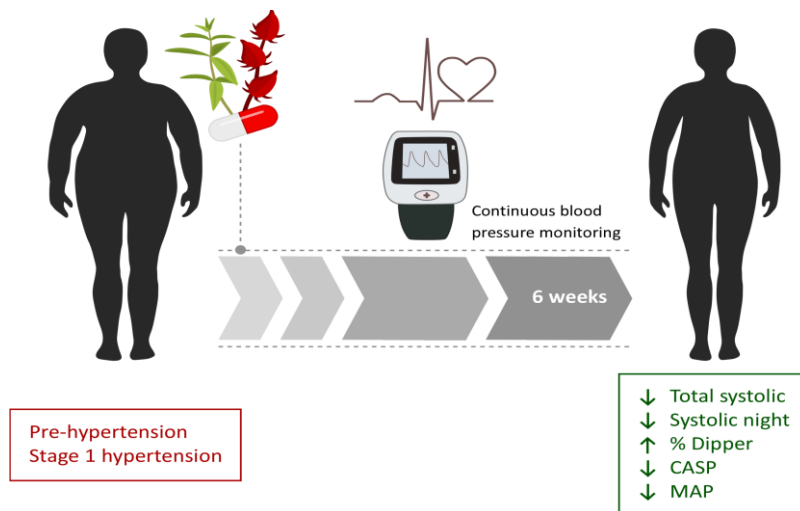 Continuous blood
pressure monitoring
6 weeks
Pre-hypertension
Stage 1 hypertension
↓ Total systolic
↓ Systolic night
↑ % Dipper
↓ CASP
↓ MAP